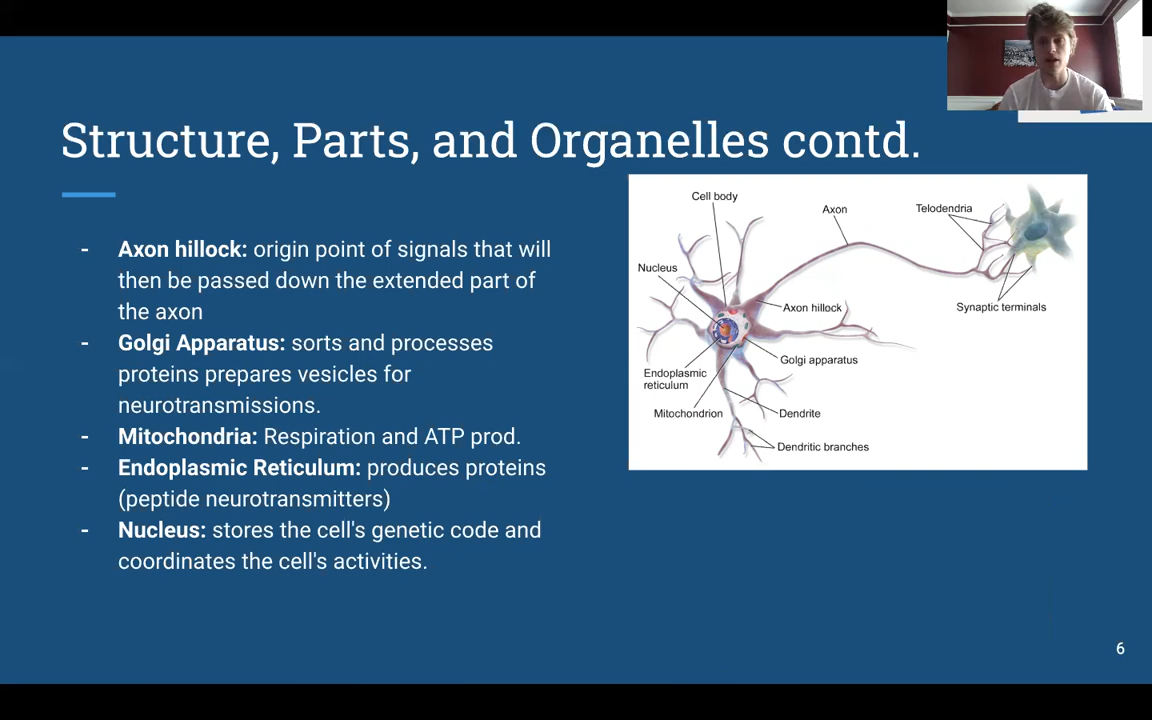 Structure, Parts, and Organelles contd.
- Axon hillock: origin point of signals that will
then be passed down the extended part of
the axon
- Golgi Apparatus: sorts and processes
proteins prepares vesicles for
neurotransmissions.
- Mitochondria: Respiration and ATP prod.
- Endoplasmic Reticulum: produces proteins
(peptide neurotransmitters)
- Nucleus: stores the cell's genetic code and
coordinates the cell's activities.
Cell body
Axon
Telodendria
Nucleus
Axon hillock
Synaptic terminals
Golgi apparatus
Endoplasmic
reticulum
Mitochondrion
Dendrite
Dendritic branches
6